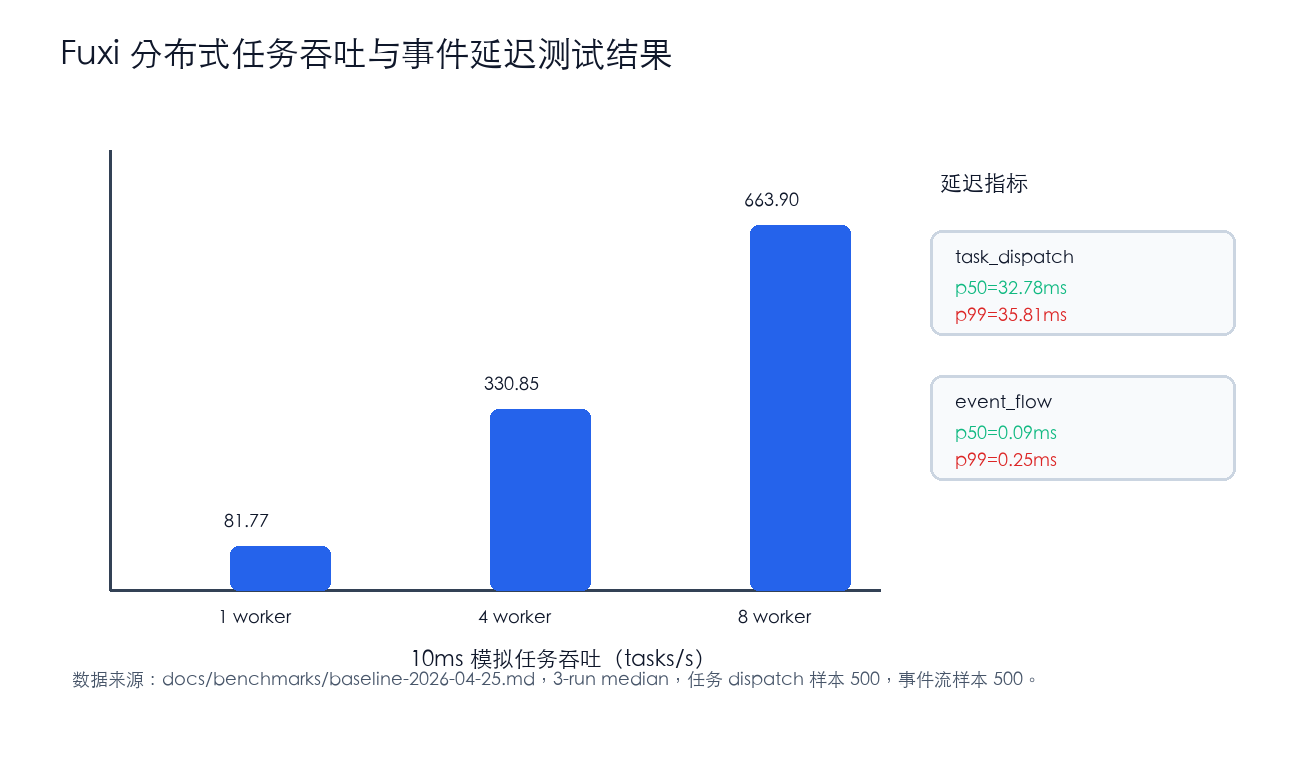 Fuxi 分布式任务吞吐与事件延迟测试结果
663.90
330.85
81.77
1 worker
4 worker
8 worker
10ms 模拟任务吞吐（tasks/s）
延迟指标
task_dispatch
p50=32.78ms
p99=35.81ms
event_flow
p50=0.09ms
p99=0.25ms
数据来源：docs/benchmarks/baseline-2026-04-25.md，3-run median，任务 dispatch 样本 500，事件流样本 500。